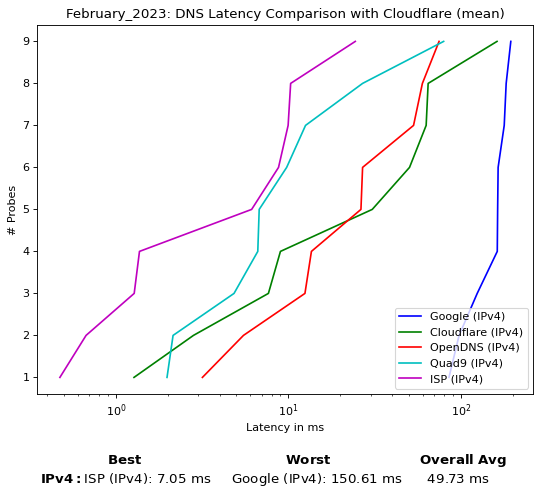 February_2023: DNS Latency Comparison with Cloudflare (mean)
9
8
7
6
5
4
3
2
1
# Probes
Google (IPv4)
Cloudflare (IPv4)
OpenDNS (IPv4)
Quad9 (IPv4)
ISP (IPv4)
10⁰ 10¹ 10²
Latency in ms
Best Worst Overall Avg
IPv4: ISP (IPv4): 7.05 ms Google (IPv4): 150.61 ms 49.73 ms